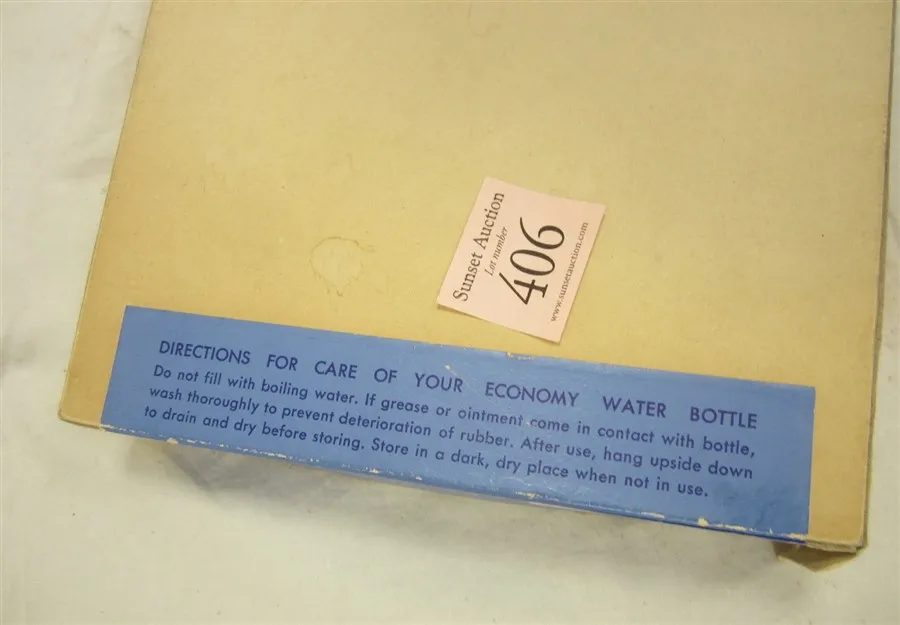 Sunset Auction
Lot number
406
www.sunsetauction.com
DIRECTIONS FOR CARE OF YOUR ECONOMY WATER BOTTLE
Do not fill with boiling water. If grease or ointment come in contact with bottle,
wash thoroughly to prevent deterioration of rubber. After use, hang upside down
to drain and dry before storing. Store in a dark, dry place when not in use.